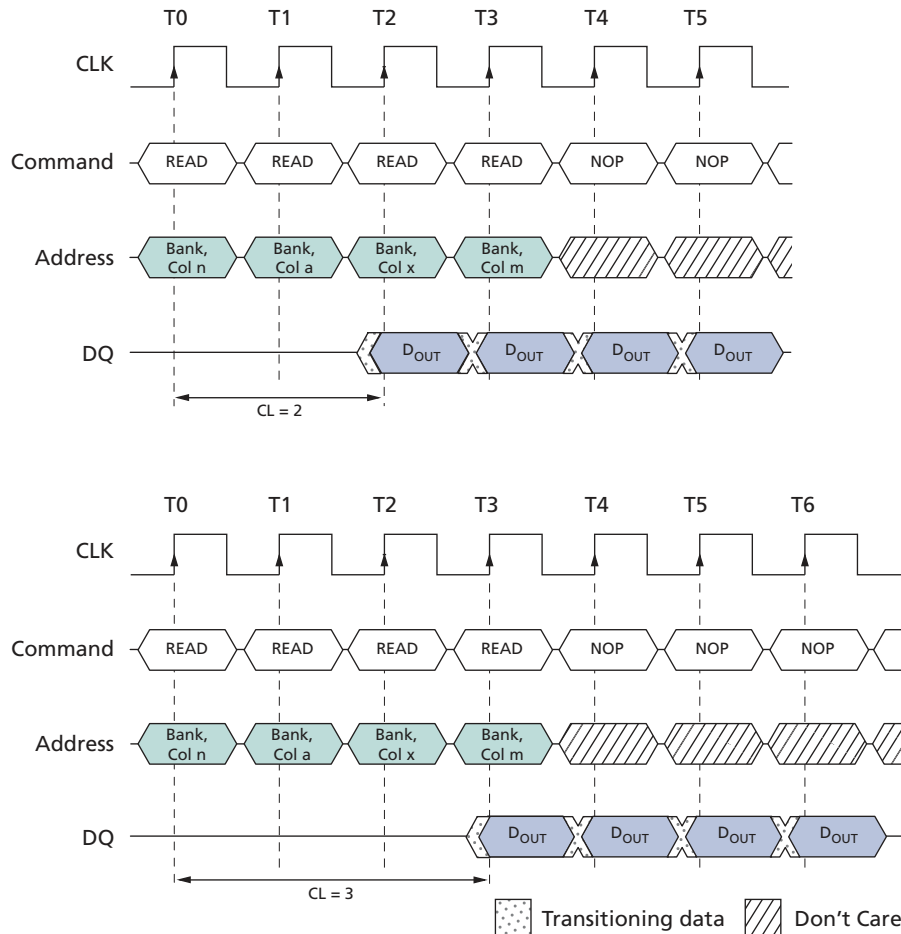 T0 T1 T2 T3 T4 T5
CLK
Command READ READ READ READ NOP NOP
Address Bank, Col n Bank, Col a Bank, Col x Bank, Col m
DQ DOUT DOUT DOUT DOUT
CL = 2
T0 T1 T2 T3 T4 T5 T6
CLK
Command READ READ READ READ NOP NOP NOP
Address Bank, Col n Bank, Col a Bank, Col x Bank, Col m
DQ DOUT DOUT DOUT DOUT
CL = 3
Transitioning data Don't Care